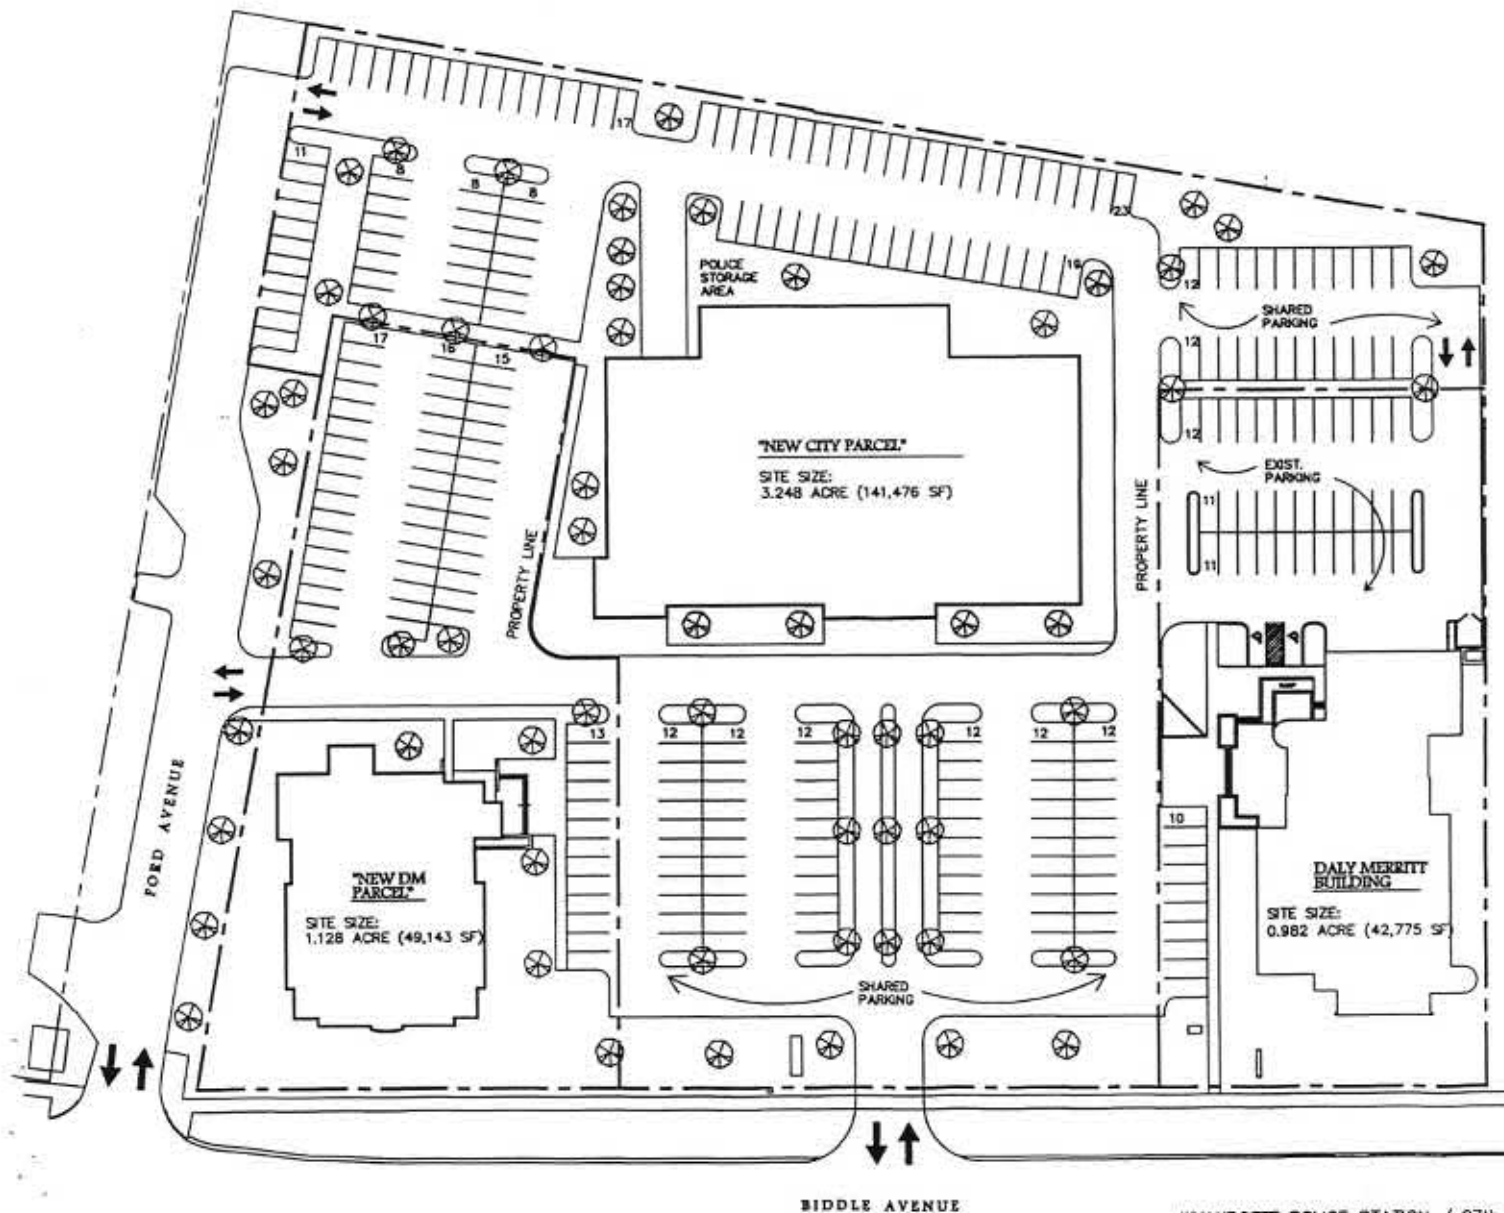 17
11
8
8
8
23
19
POLICE
STORAGE
AREA
12
SHARED
PARKING
12
17
16
15
12
"NEW CITY PARCEL"
SITE SIZE:
3.248 ACRE (141,476 SF)
EXIST.
PARKING
11
11
PROPERTY LINE
PROPERTY LINE
13
12
12
12
12
12
12
FORD AVENUE
10
"NEW DM
PARCEL"
SITE SIZE:
1.128 ACRE (49,143 SF)
DALY MERRITT
BUILDING
SITE SIZE:
0.982 ACRE (42,775 SF)
SHARED
PARKING
BIDDLE AVENUE
POLICE STATION